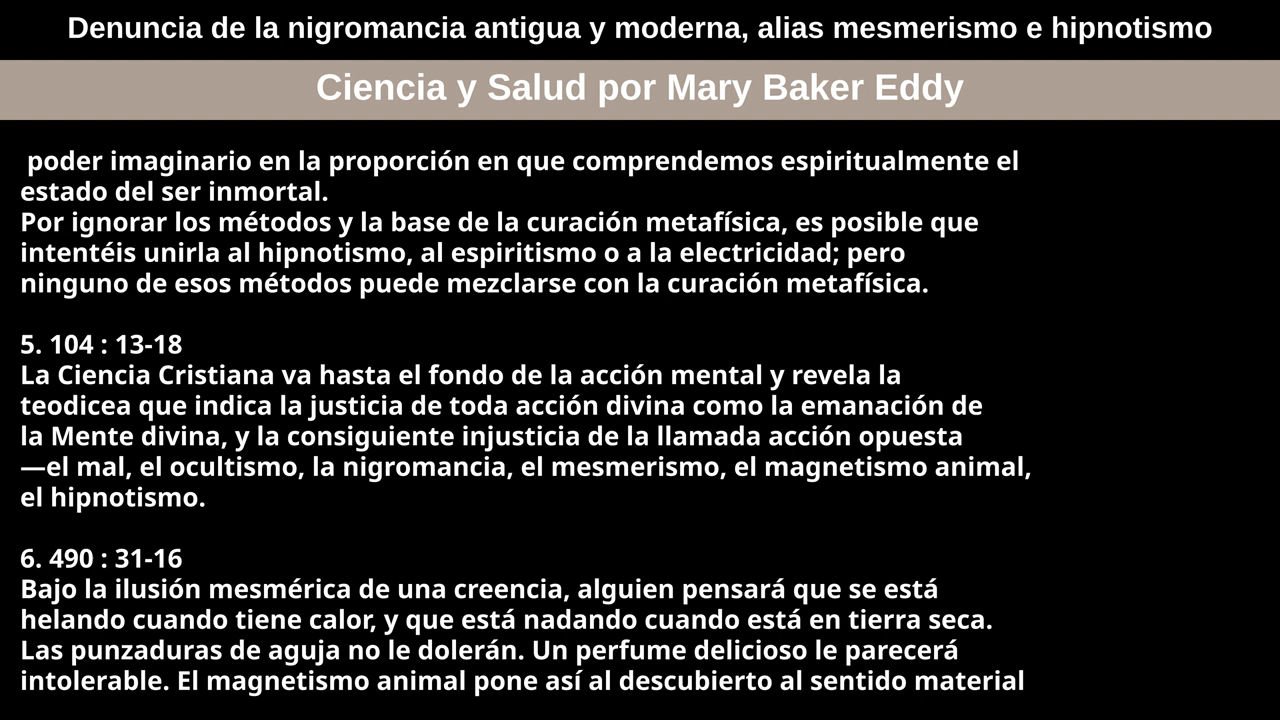 Denuncia de la nigromancia antigua y moderna, alias mesmerismo e hipnotismo
Ciencia y Salud por Mary Baker Eddy
poder imaginario en la proporción en que comprendemos espiritualmente el
estado del ser inmortal.
Por ignorar los métodos y la base de la curación metafísica, es posible que
intentéis unirla al hipnotismo, al espiritismo o a la electricidad; pero
ninguno de esos métodos puede mezclarse con la curación metafísica.
5. 104 : 13-18
La Ciencia Cristiana va hasta el fondo de la acción mental y revela la
teodicea que indica la justicia de toda acción divina como la emanación de
la Mente divina, y la consiguiente injusticia de la llamada acción opuesta
—el mal, el ocultismo, la nigromancia, el mesmerismo, el magnetismo animal,
el hipnotismo.
6. 490 : 31-16
Bajo la ilusión mesmérica de una creencia, alguien pensará que se está
helando cuando tiene calor, y que está nadando cuando está en tierra seca.
Las punzaduras de aguja no le dolerán. Un perfume delicioso le parecerá
intolerable. El magnetismo animal pone así al descubierto al sentido material